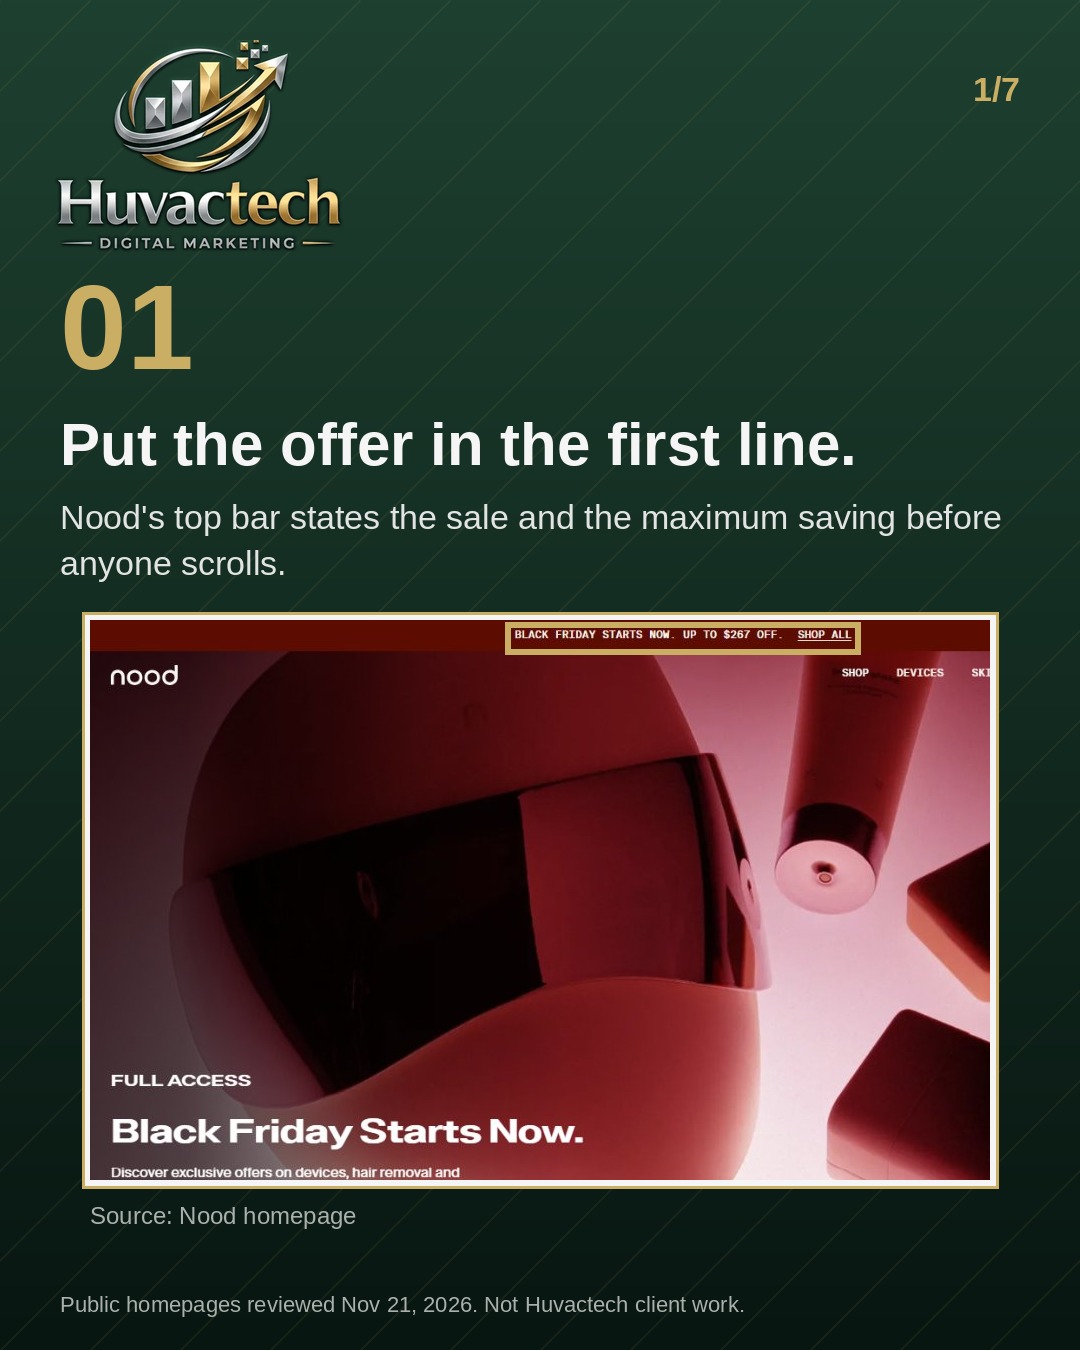 Huvactech
DIGITAL MARKETING
1/7
01
Put the offer in the first line.
Nood's top bar states the sale and the maximum saving before
anyone scrolls.
BLACK FRIDAY STARTS NOW. UP TO $267 OFF. SHOP ALL
nood
SHOP DEVICES SKI
FULL ACCESS
Black Friday Starts Now.
Discover exclusive offers on devices, hair removal and
Source: Nood homepage
Public homepages reviewed Nov 21, 2026. Not Huvactech client work.